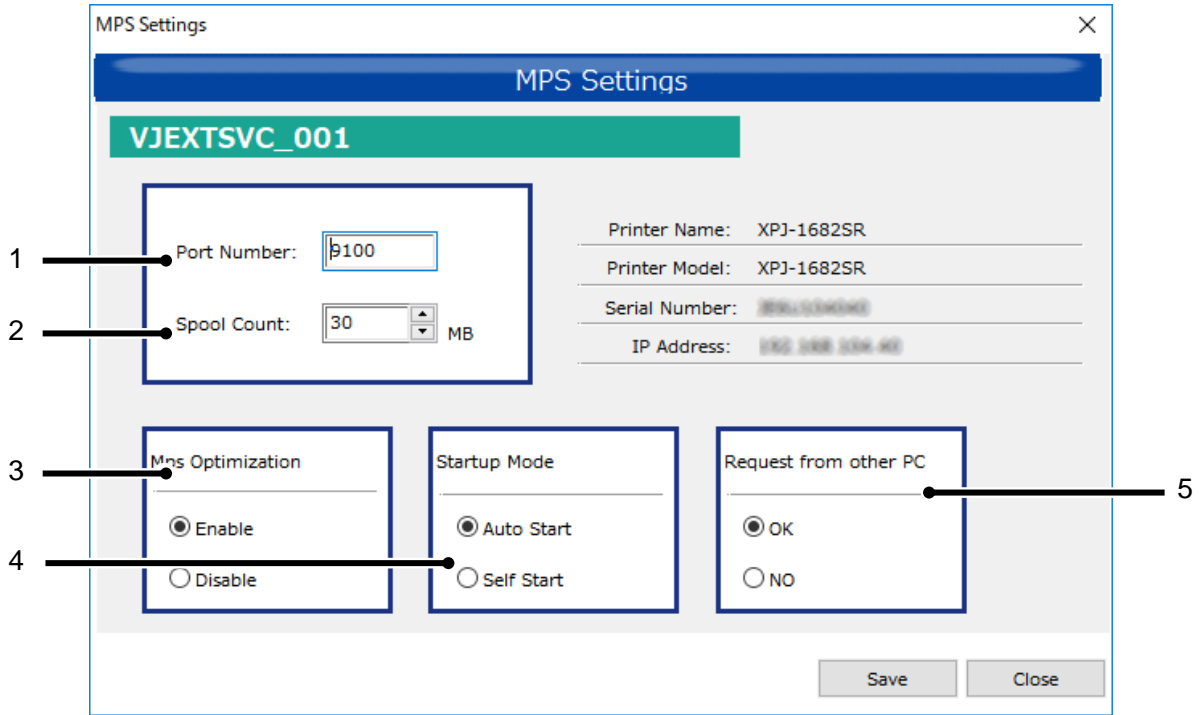 MPS Settings
MPS Settings
VJEXTSVC_001
1
Port Number: 9100
2
Spool Count: 30 MB
Printer Name: XPJ-1682SR
Printer Model: XPJ-1682SR
Serial Number:
IP Address:
3
Mps Optimization
Enable
Disable
4
Startup Mode
Auto Start
Self Start
Request from other PC
5
OK
NO
Save Close